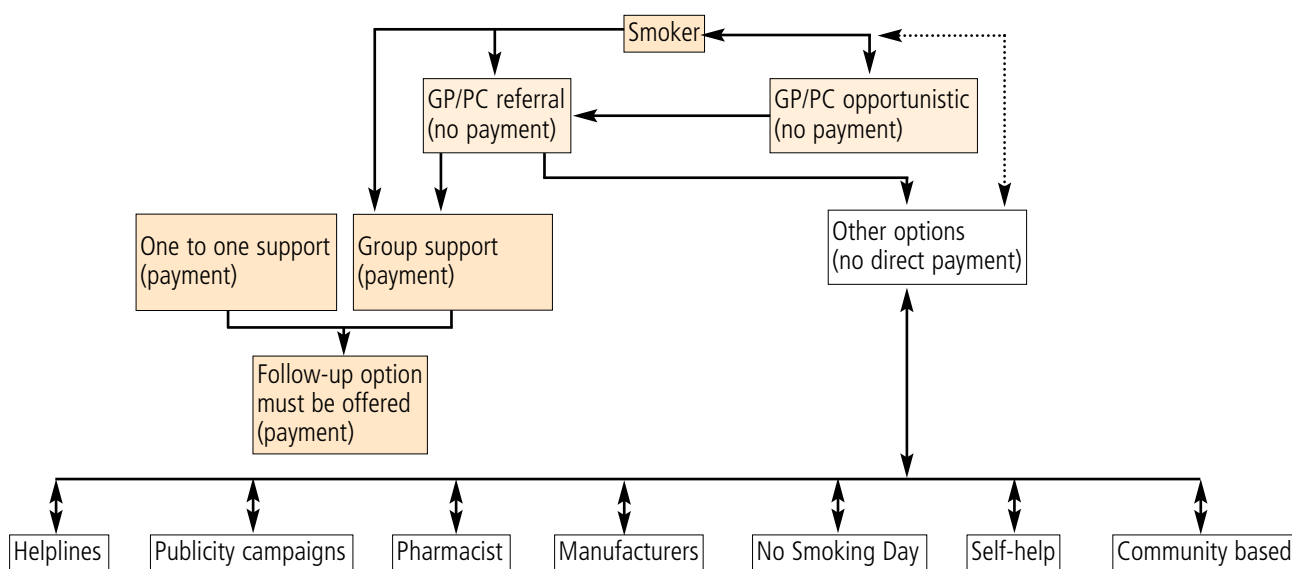 Smoker
GP/PC referral
(no payment)
GP/PC opportunistic
(no payment)
One to one support
(payment)
Group support
(payment)
Other options
(no direct payment)
Follow-up option
must be offered
(payment)
Helplines
Publicity campaigns
Pharmacist
Manufacturers
No Smoking Day
Self-help
Community based